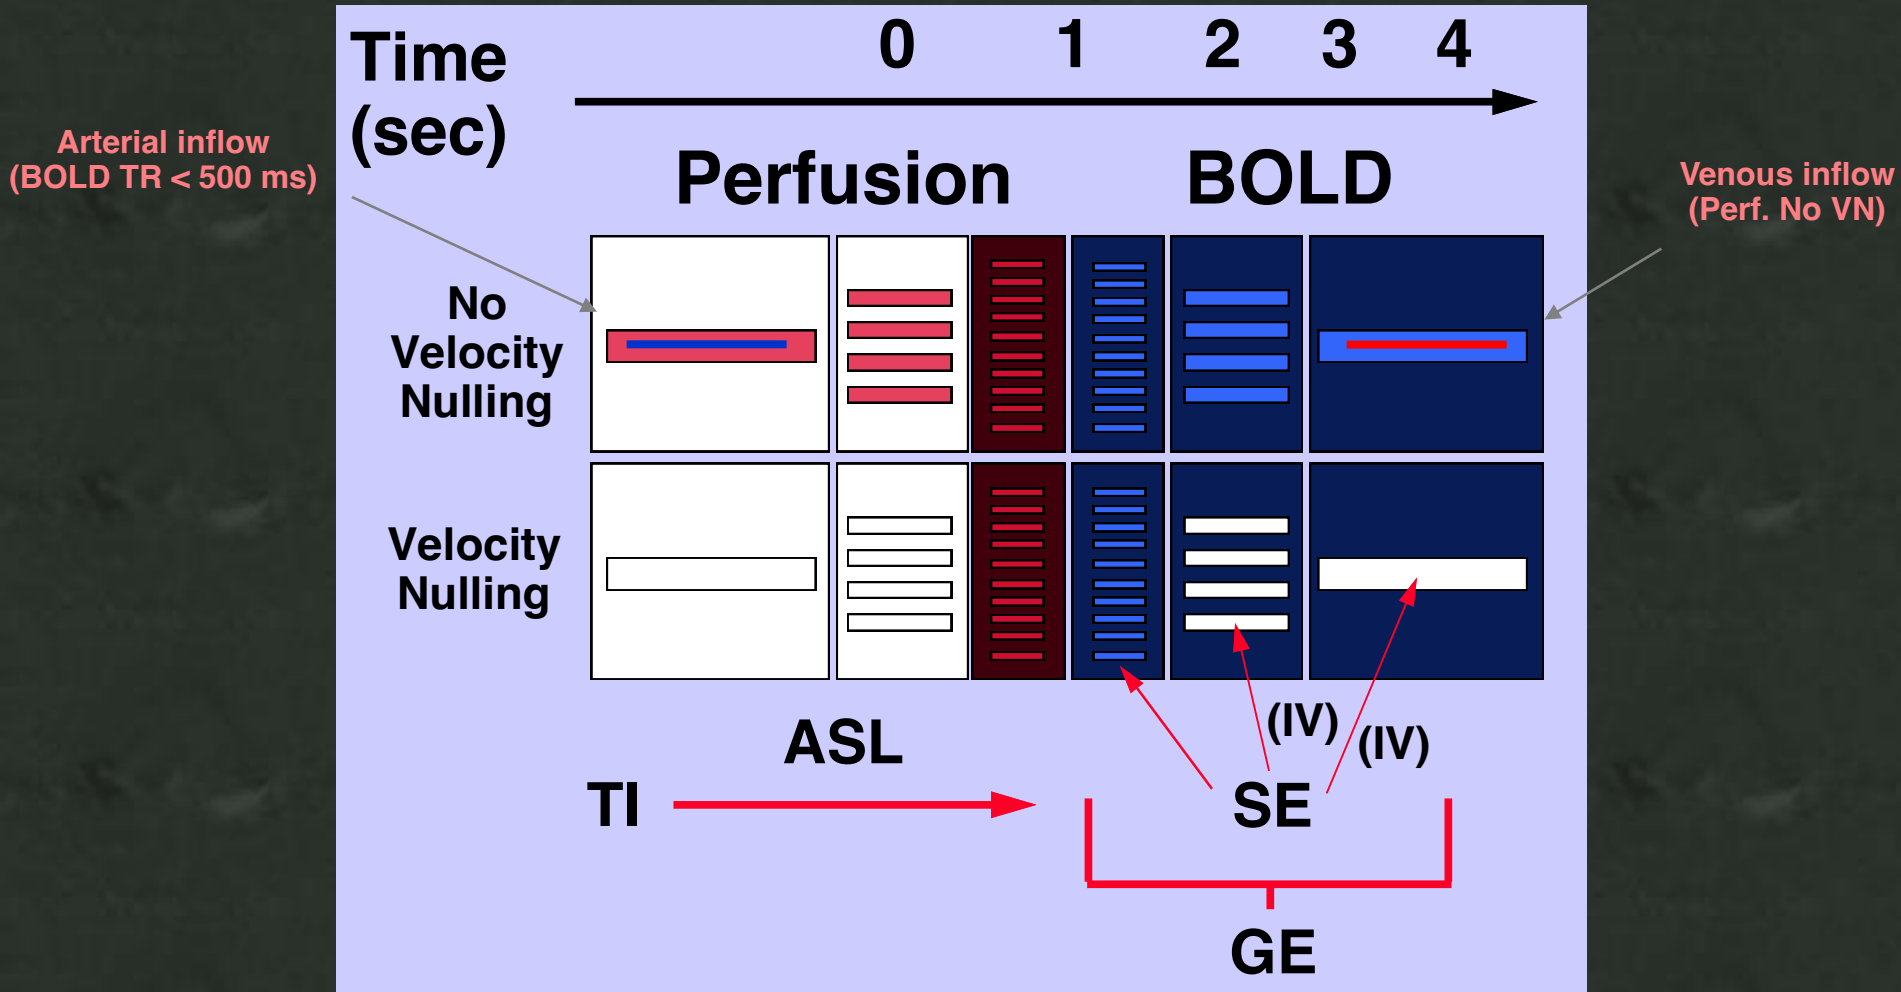 Time
(sec)
0 1 2 3 4
Arterial inflow
(BOLD TR < 500 ms)
Perfusion
BOLD
Venous inflow
(Perf. No VN)
No
Velocity
Nulling
Velocity
Nulling
ASL
(IV)
(IV)
TI
SE
GE